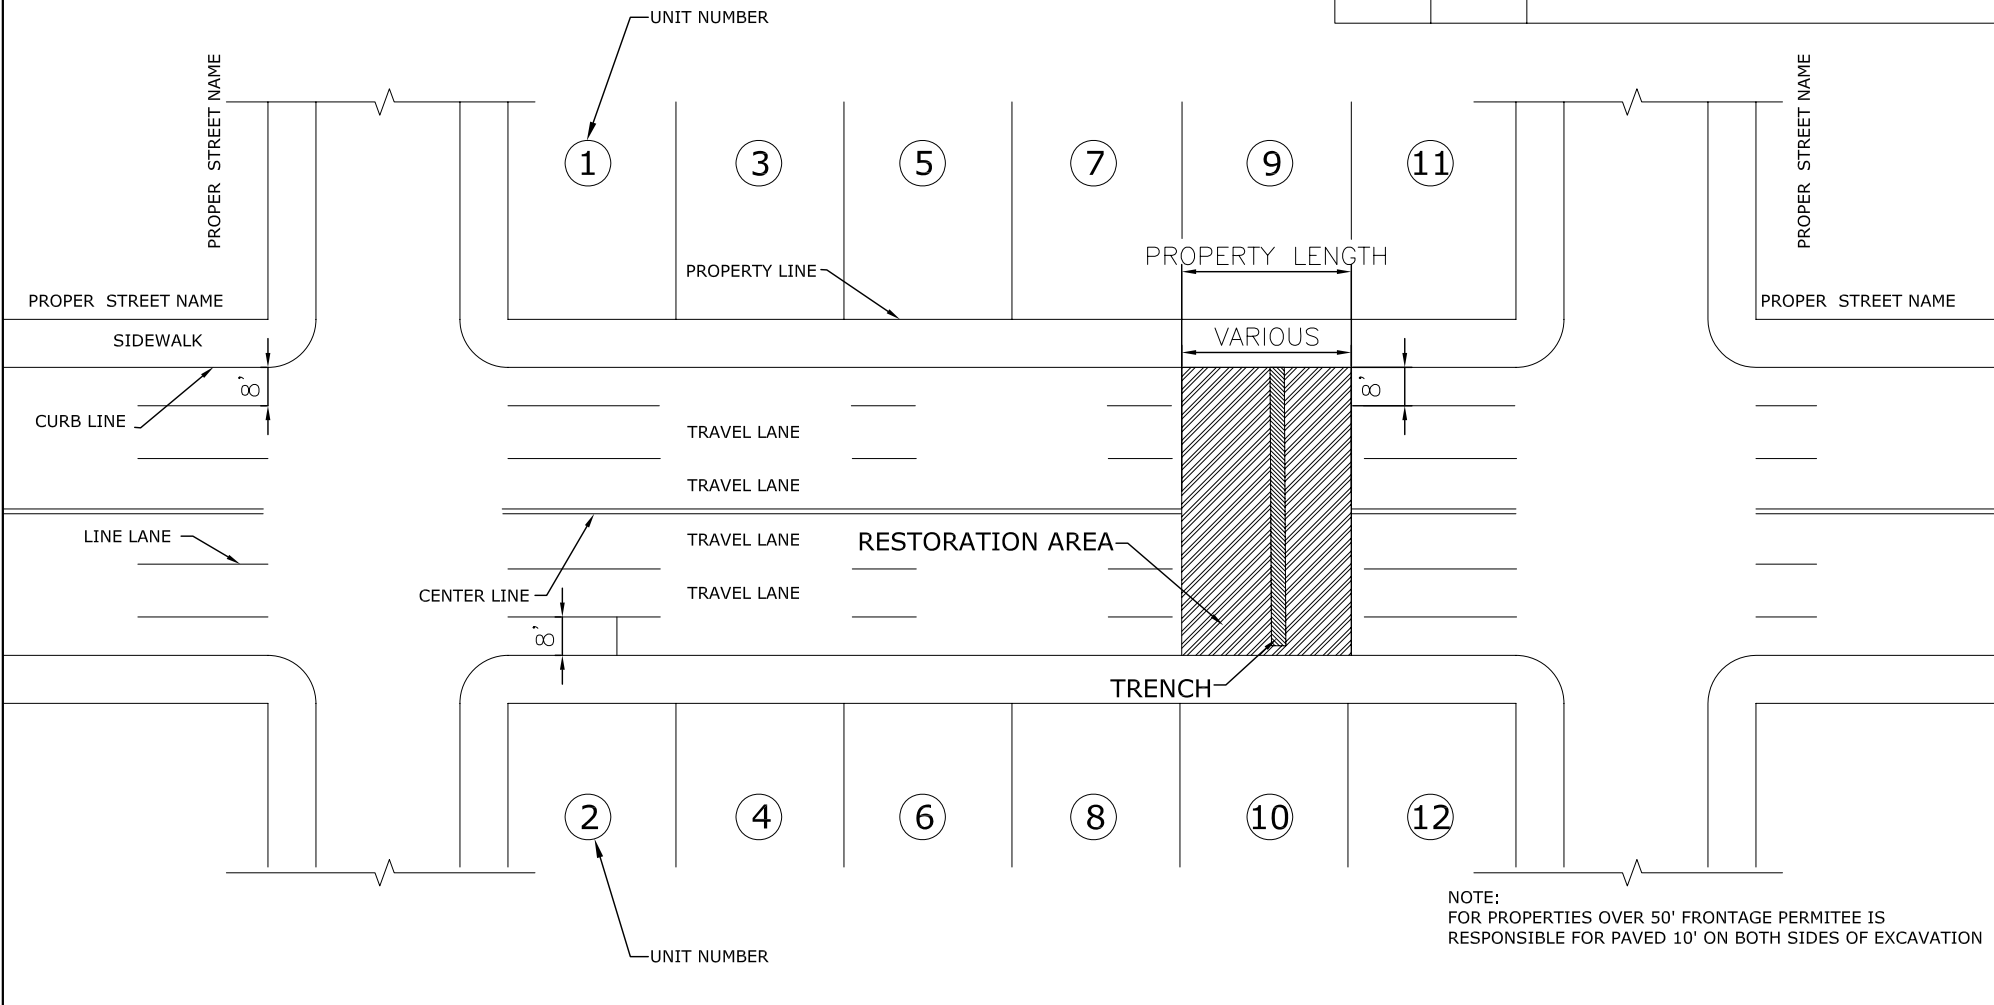 UNIT NUMBER
PROPER STREET NAME
PROPER STREET NAME
1
3
5
7
9
11
PROPERTY LENGTH
PROPERTY LINE
PROPER STREET NAME
PROPER STREET NAME
SIDEWALK
VARIOUS
8'
8'
CURB LINE
TRAVEL LANE
TRAVEL LANE
LINE LANE
TRAVEL LANE
RESTORATION AREA
CENTER LINE
TRAVEL LANE
8'
TRENCH
2
4
6
8
10
12
NOTE:
FOR PROPERTIES OVER 50' FRONTAGE PERMITEE IS
RESPONSIBLE FOR PAVED 10' ON BOTH SIDES OF EXCAVATION
UNIT NUMBER